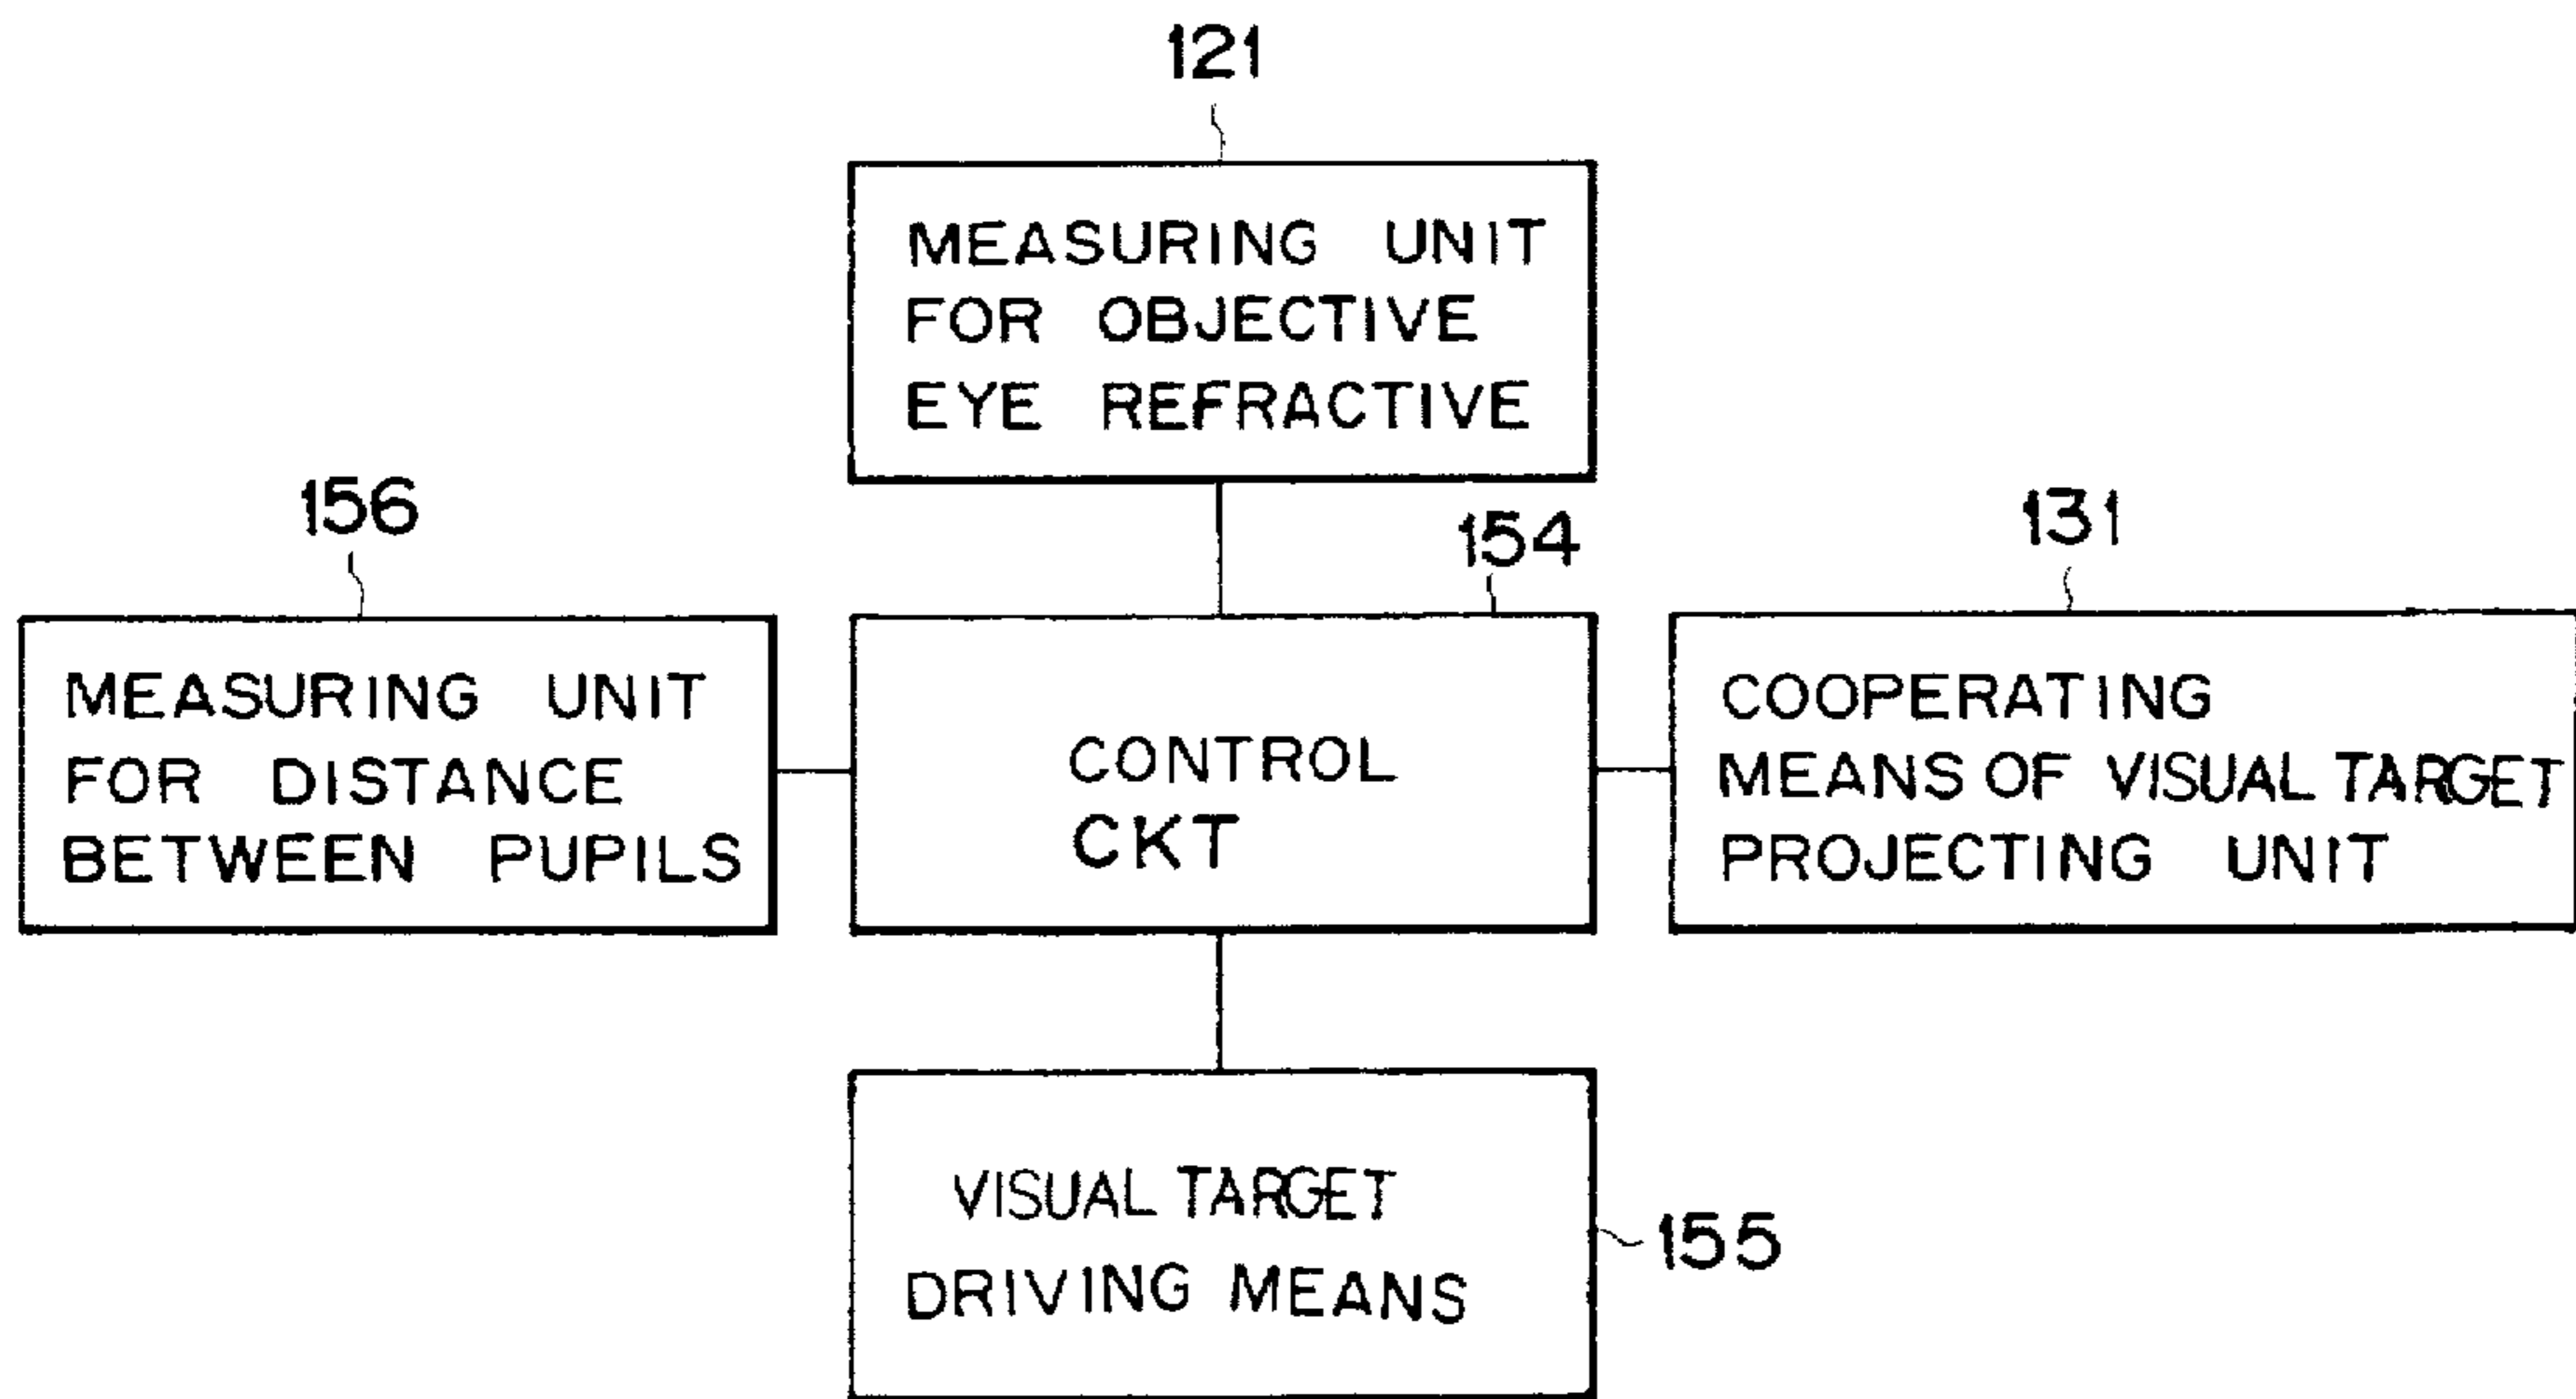 121
MEASURING UNIT
FOR OBJECTIVE
EYE REFRACTIVE
156
MEASURING UNIT
FOR DISTANCE
BETWEEN PUPILS
154
CONTROL
CKT
131
COOPERATING
MEANS OF VISUAL TARGET
PROJECTING UNIT
VISUAL TARGET
DRIVING MEANS
155